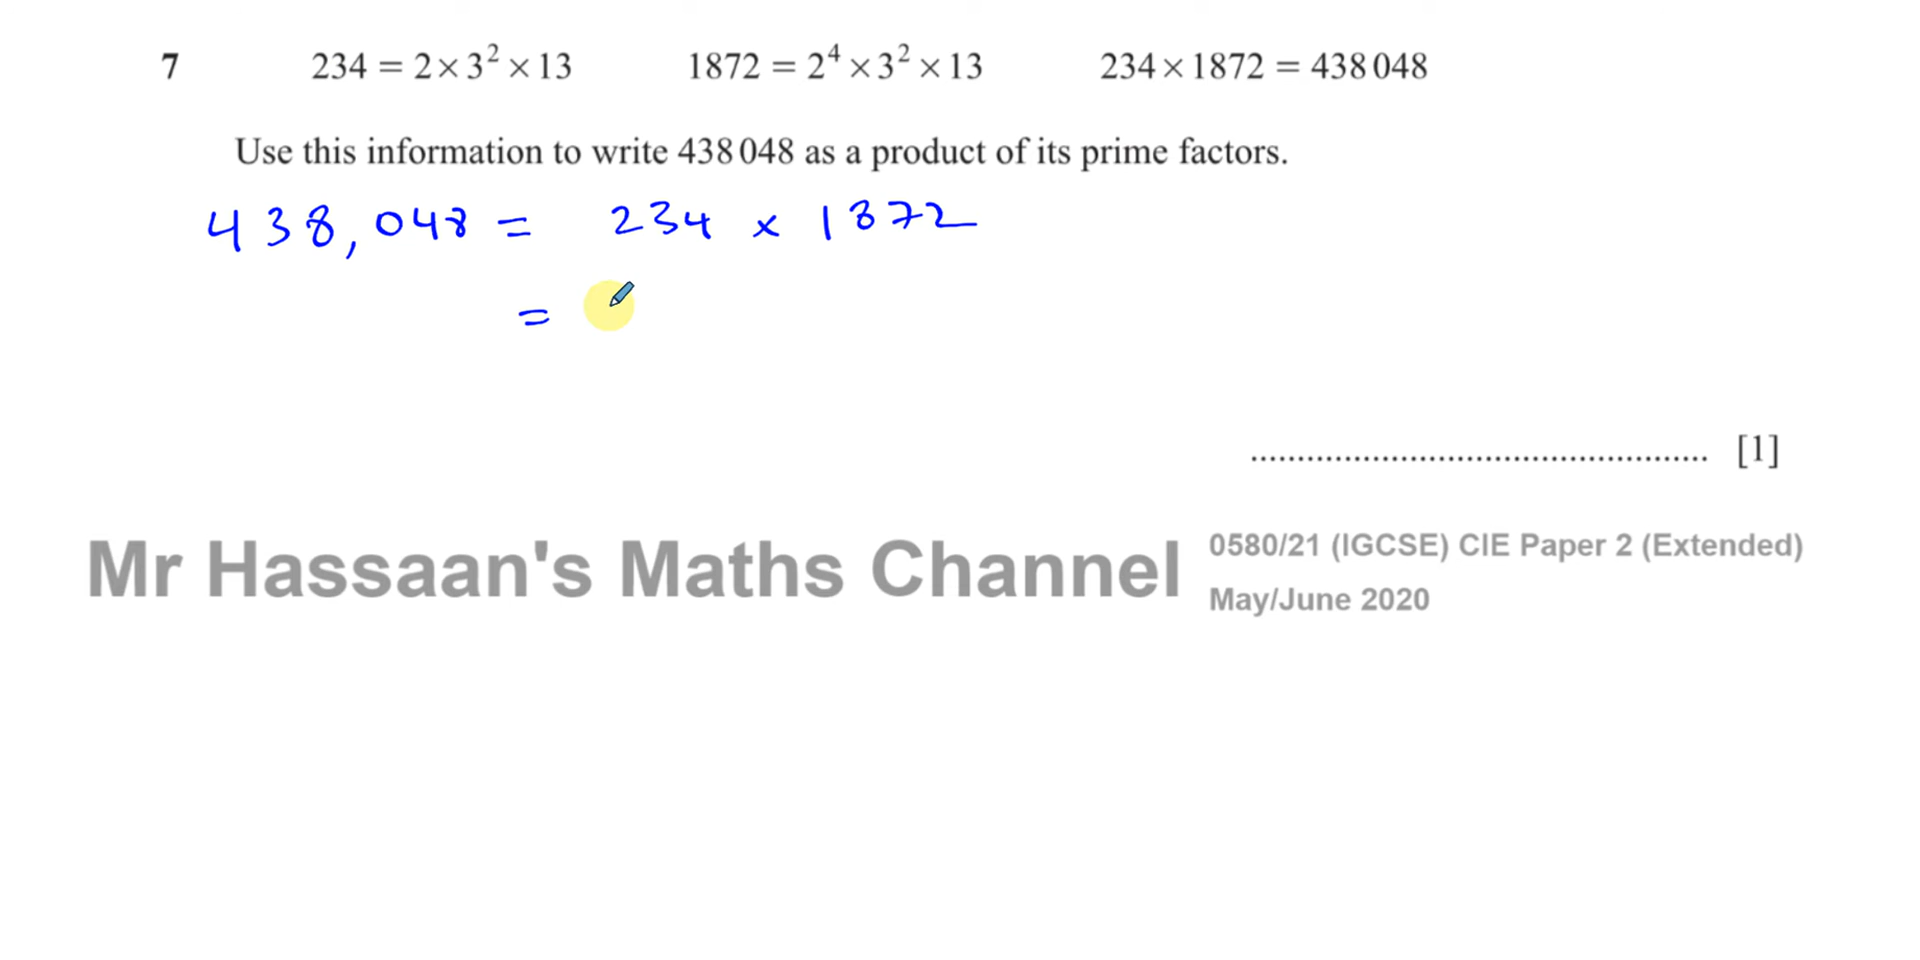 7 234 = 2 × 3² × 13 1872 = 2⁴ × 3² × 13 234 × 1872 = 438 048
Use this information to write 438 048 as a product of its prime factors.
438,048 = 234 × 1872
=
.................................................. [1]
Mr Hassaan's Maths Channel
0580/21 (IGCSE) CIE Paper 2 (Extended)
May/June 2020